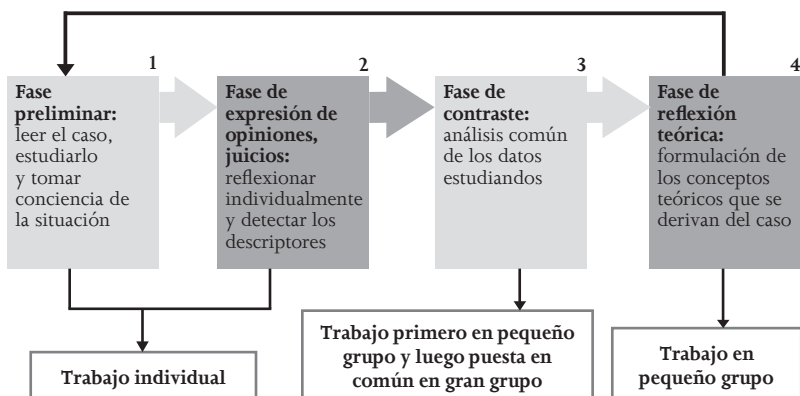 1
Fase
preliminar:
leer el caso,
estudiarlo
y tomar
conciencia de
la situación
2
Fase de
expresión de
opiniones,
juicios:
reflexionar
individualmente
y detectar los
descriptores
3
Fase de
contraste:
análisis común
de los datos
estudiandos
4
Fase de
reflexión
teórica:
formulación de
los conceptos
teóricos que se
derivan del caso
Trabajo individual
Trabajo primero en pequeño
grupo y luego puesta en
común en gran grupo
Trabajo en
pequeño grupo